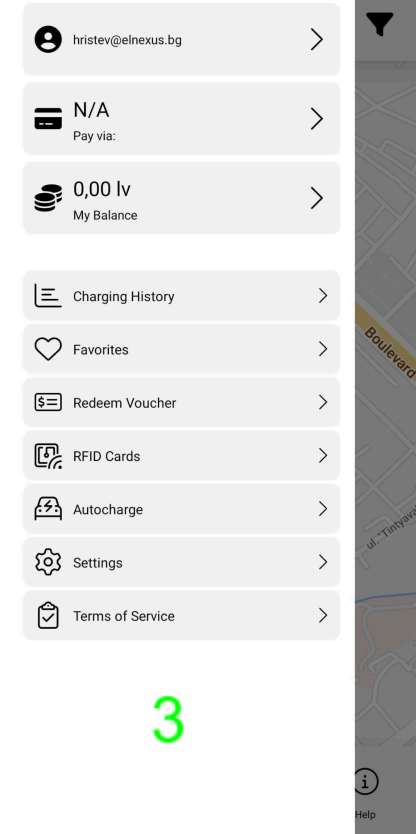 hristev@elnexus.bg
N/A
Pay via:
0,00 lv
My Balance
Charging History
Favorites
Redeem Voucher
RFID Cards
Autocharge
Settings
Terms of Service
3
Boulevard
ul. "Tintyava
Help